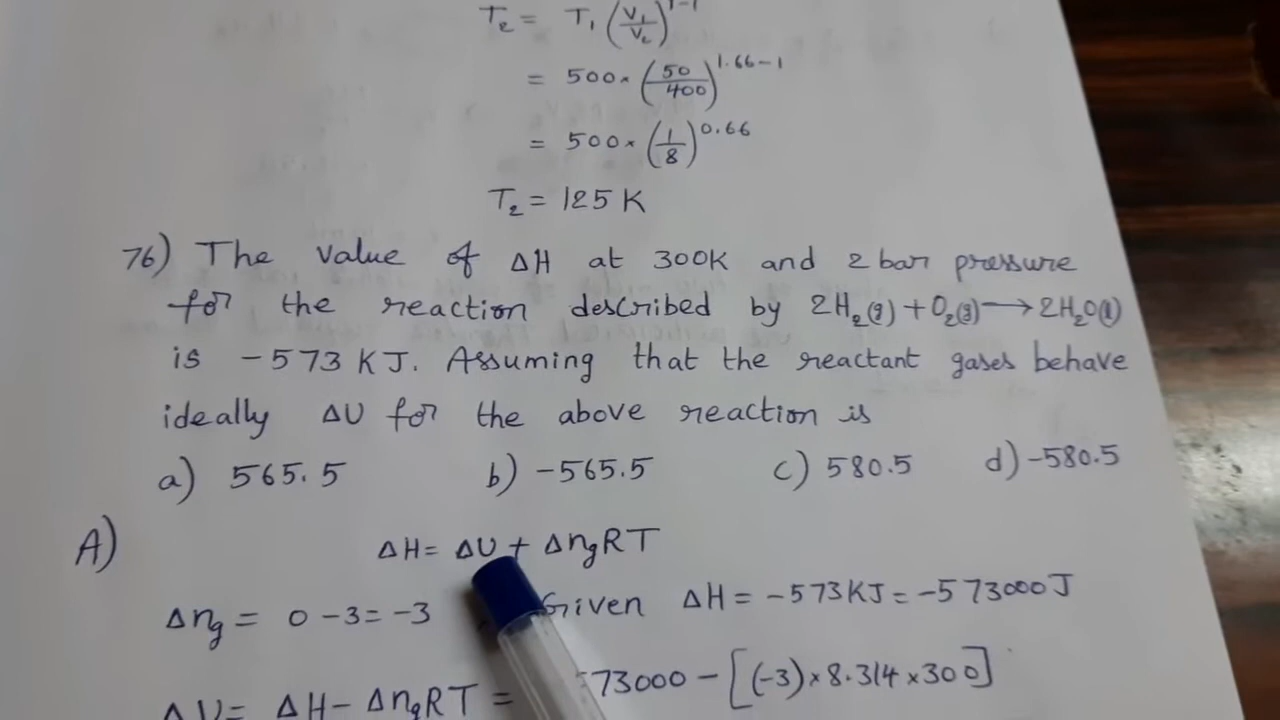 T₂ = T₁ (V₁/V₂)^γ-1
= 500 × (50/400)^1.66-1
= 500 × (1/8)^0.66
T₂ = 125 K
76) The value of ΔH at 300K and 2 bar pressure
for the reaction described by 2H₂(g) + O₂(g) → 2H₂O(l)
is -573 KJ. Assuming that the reactant gases behave
ideally ΔU for the above reaction is
a) 565.5 b) -565.5 c) 580.5 d) -580.5
A) ΔH = ΔU + ΔngRT
Δng = 0 - 3 = -3 Given ΔH = -573KJ = -573000J
ΔU = ΔH - ΔngRT = 73000 - [(-3) × 8.314 × 300]